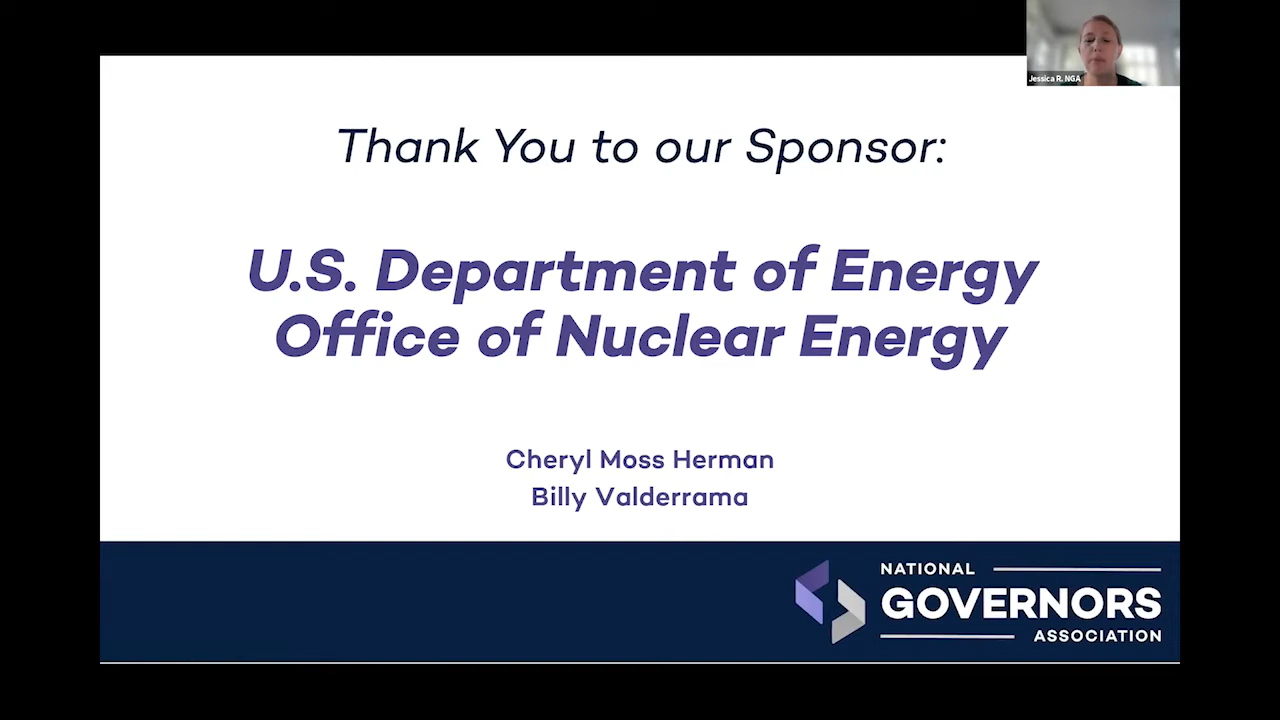 Jessica R. NGA
Thank You to our Sponsor:
U.S. Department of Energy
Office of Nuclear Energy
Cheryl Moss Herman
Billy Valderrama
NATIONAL
GOVERNORS
ASSOCIATION